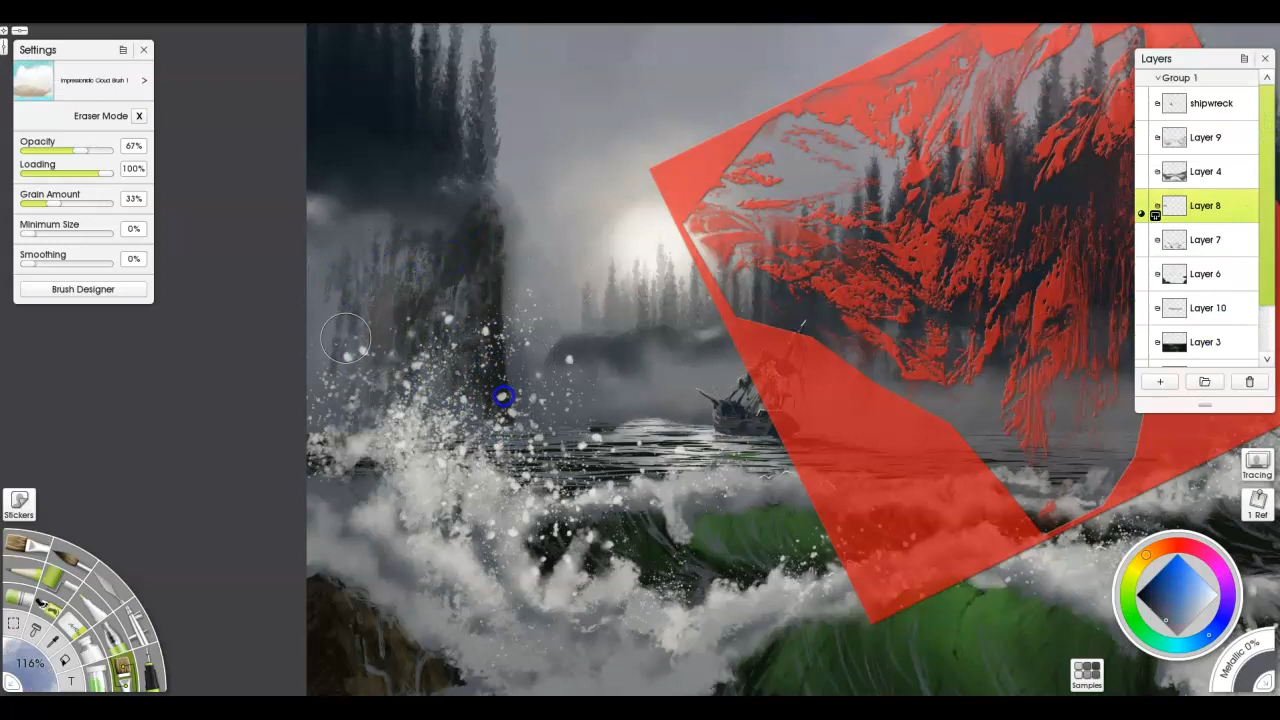 Settings
Impressionistic Cloud Brush 1
Eraser Mode X
Opacity
67%
Loading
100%
Grain Amount
33%
Minimum Size
0%
Smoothing
0%
Brush Designer
Stickers
116%
T
Layers
Group 1
shipwreck
Layer 9
Layer 4
Layer 8
Layer 7
Layer 6
Layer 10
Layer 3
Tracing
1 Ref
Metallic 0%
Samples